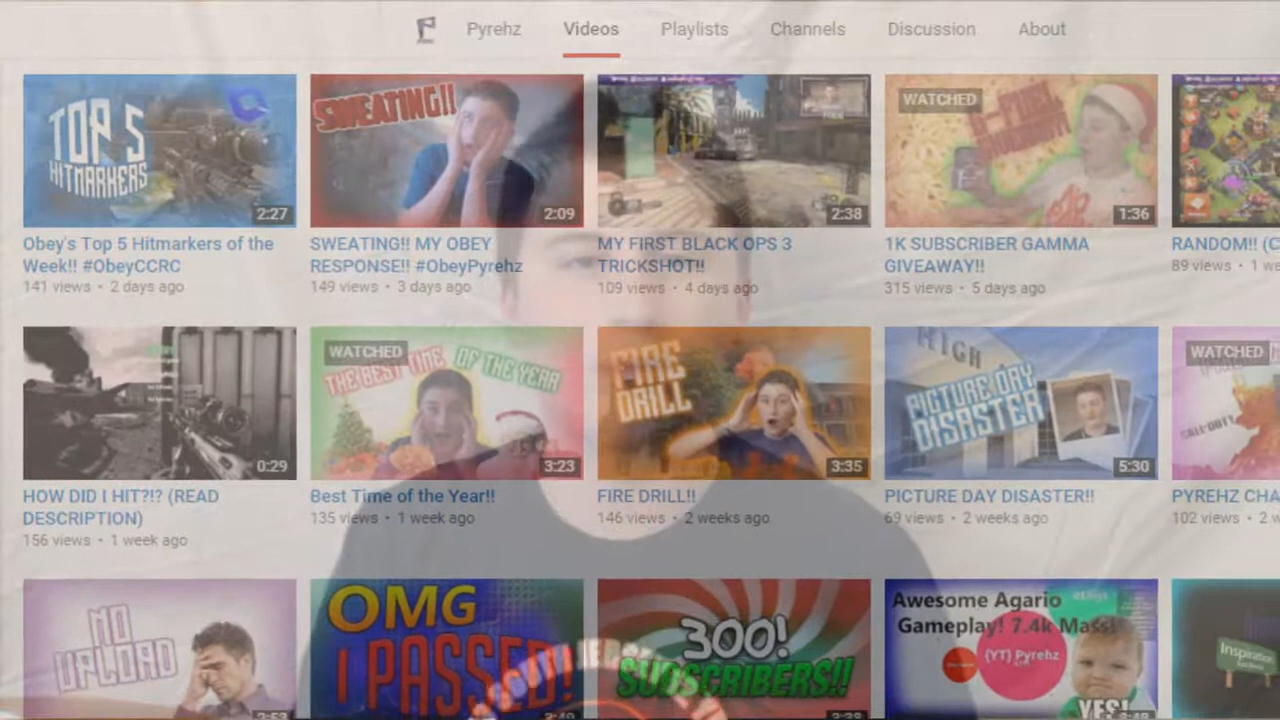 Pyrehz Videos Playlists Channels Discussion About
TOP 5
HITMARKERS
2:27
SWEATING!!
2:09
2:38
WATCHED
1:36
Obey's Top 5 Hitmarkers of the
Week!! #ObeyCCRC
141 views • 2 days ago
SWEATING!! MY OBEY
RESPONSE!! #ObeyPyrehz
149 views • 3 days ago
MY FIRST BLACK OPS 3
TRICKSHOT!!
109 views • 4 days ago
1K SUBSCRIBER GAMMA
GIVEAWAY!!
315 views • 5 days ago
RANDOM!! (C
89 views • 1 we
0:29
WATCHED
THE BEST TIME OF THE YEAR
3:23
FIRE
DRILL
3:35
HIGH
PICTURE DAY
DISASTER
5:30
WATCHED
CALL·DUTY
HOW DID I HIT?!? (READ
DESCRIPTION)
156 views • 1 week ago
Best Time of the Year!!
135 views • 1 week ago
FIRE DRILL!!
146 views • 2 weeks ago
PICTURE DAY DISASTER!!
69 views • 2 weeks ago
PYREHZ CHA
102 views • 2 w
NO
UPLOAD
OMG
I PASSED!
300!
SUBSCRIBERS!!
Awesome Agario
Gameplay! 7.4k Mass!
(YT) Pyrehz
YES!
Inspiration
SOUTH JERSEY